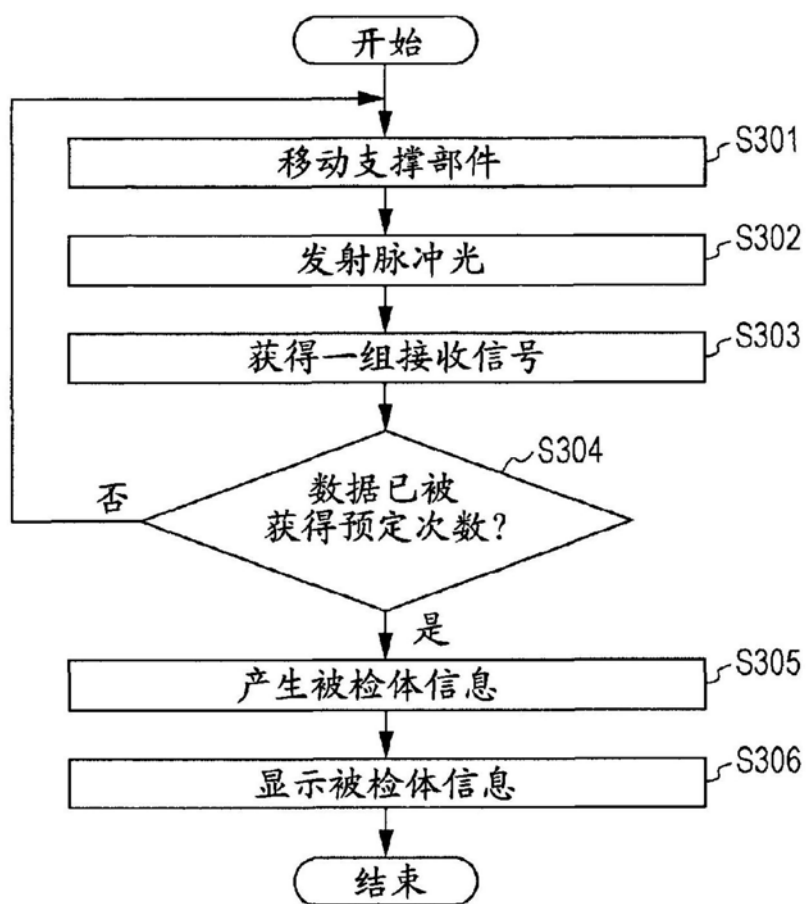 开始
移动支撑部件
S301
发射脉冲光
S302
获得一组接收信号
S303
数据已被
获得预定次数?
S304
否
是
产生被检体信息
S305
显示被检体信息
S306
结束